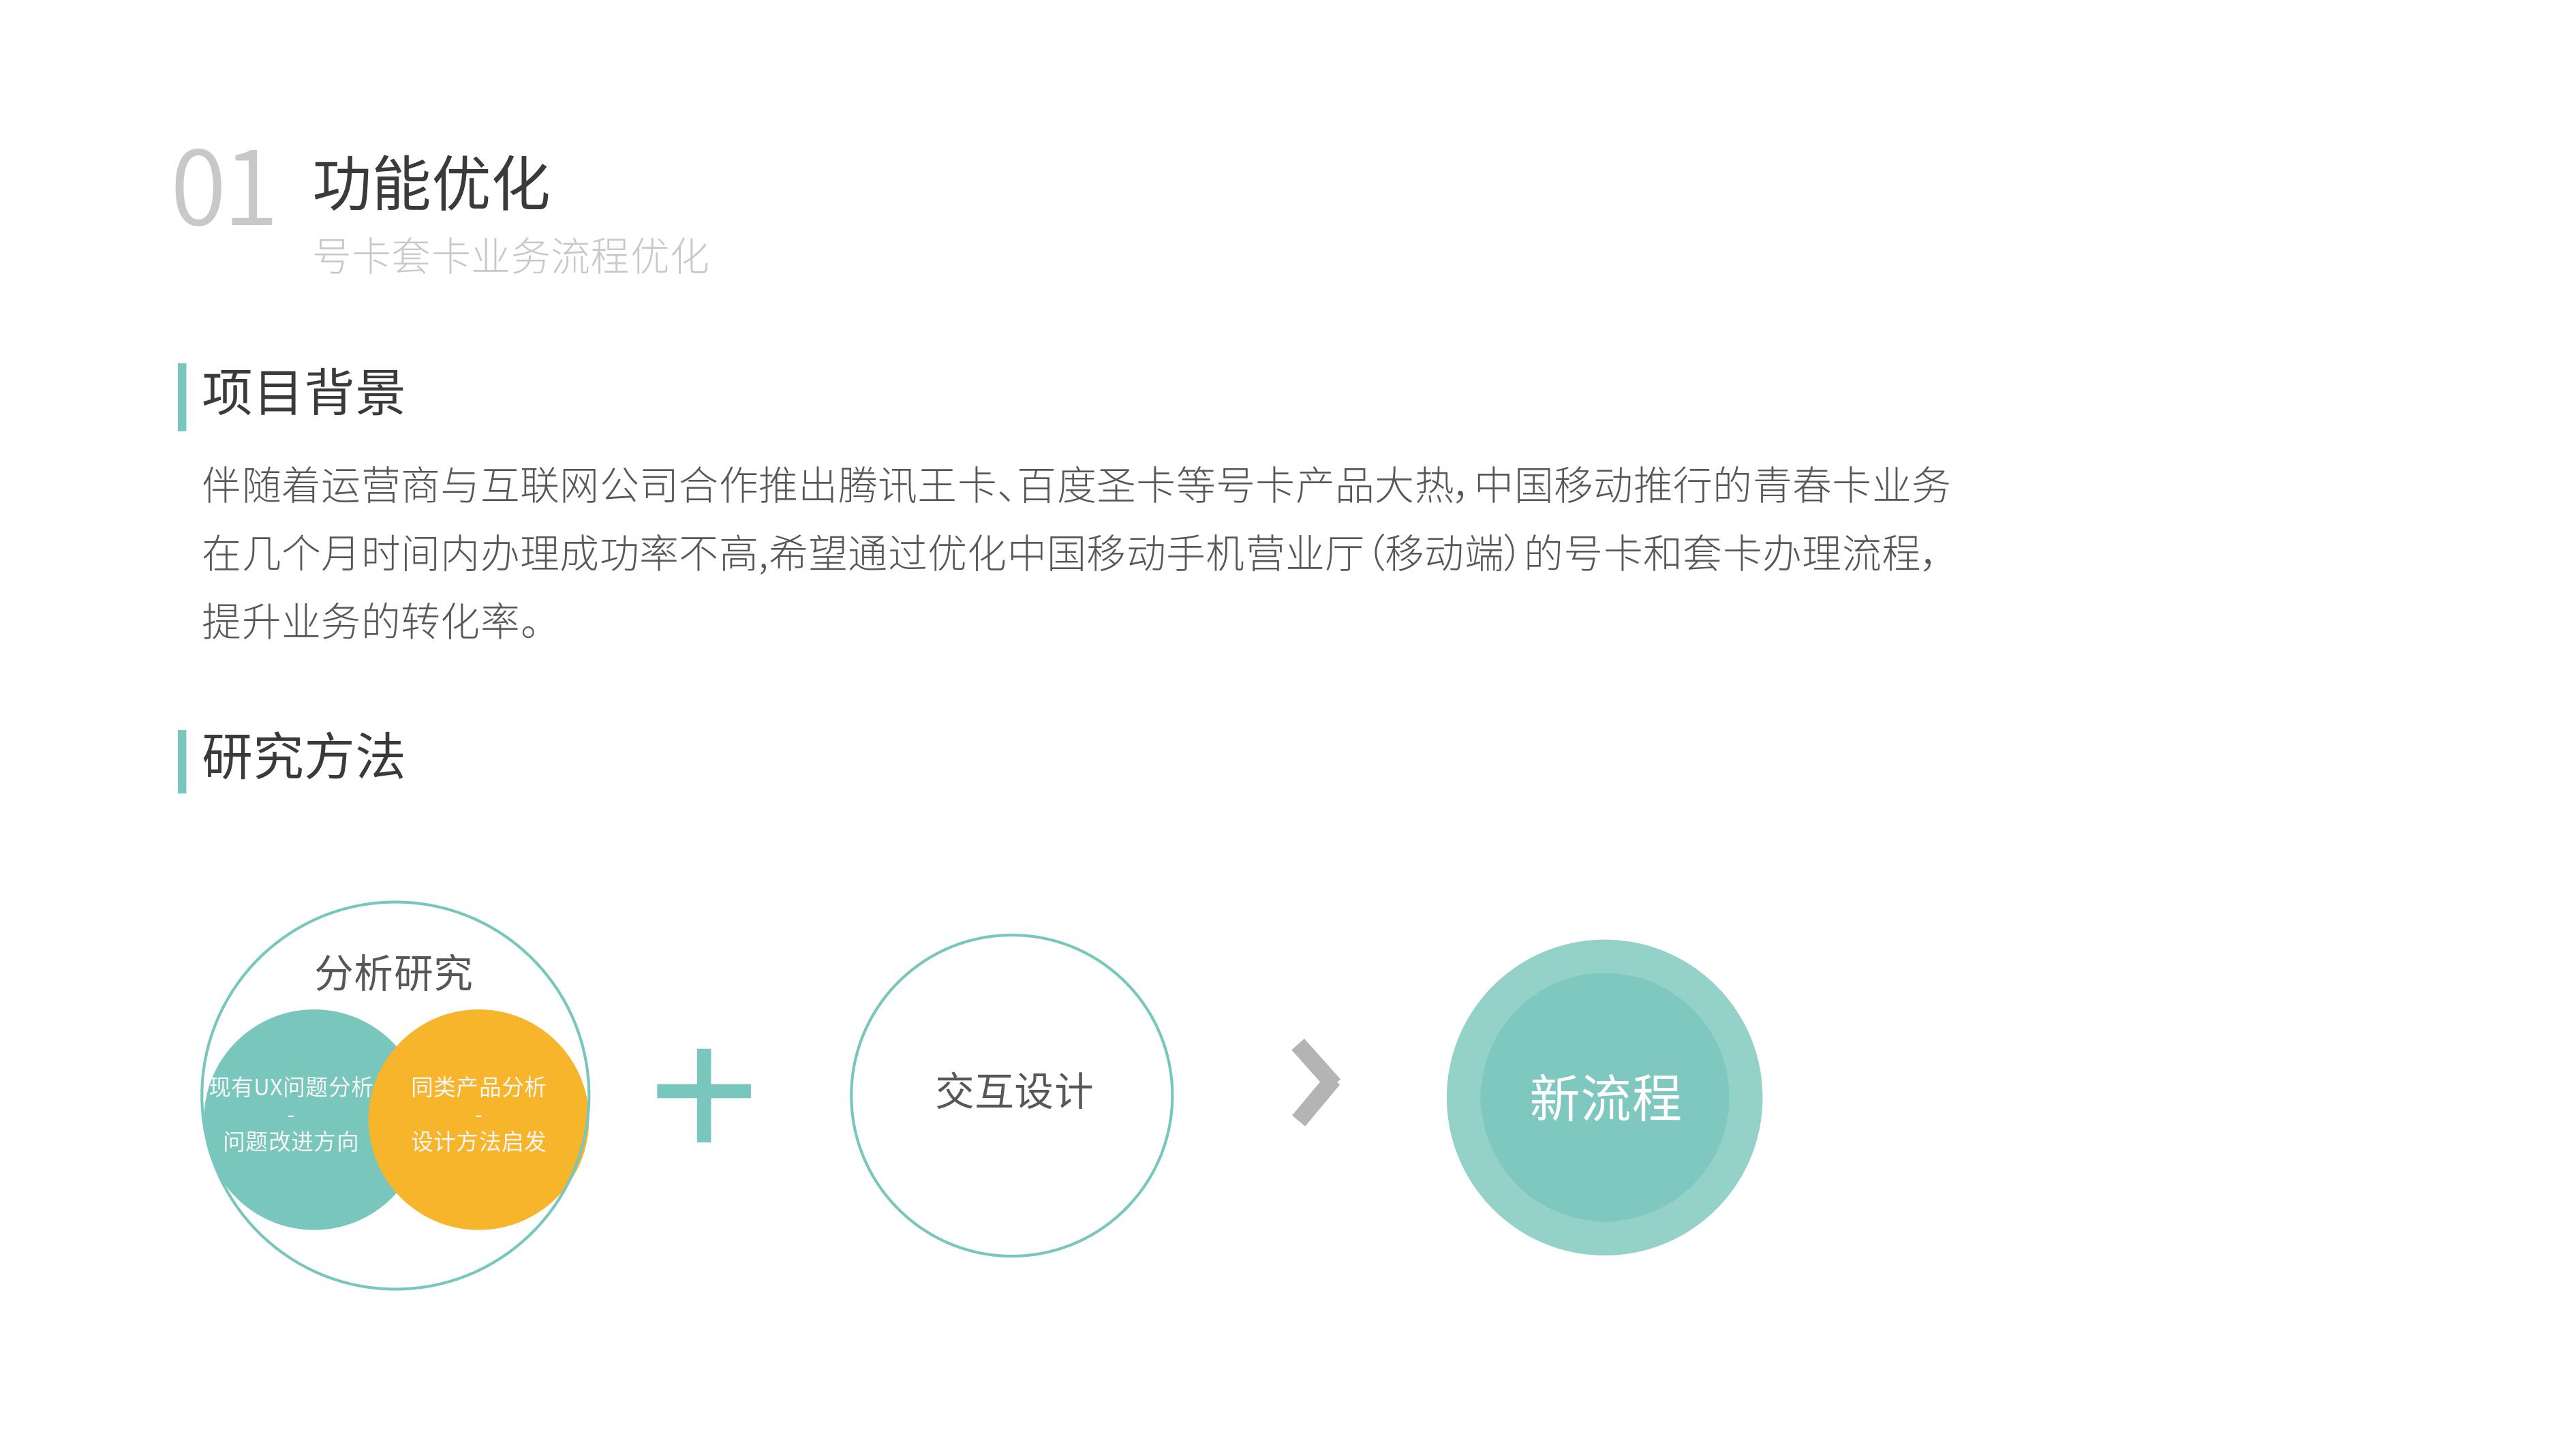 01
功能优化
号卡套卡业务流程优化
项目背景
伴随着运营商与互联网公司合作推出腾讯王卡、百度圣卡等号卡产品大热，中国移动推行的青春卡业务
在几个月时间内办理成功率不高,希望通过优化中国移动手机营业厅（移动端）的号卡和套卡办理流程，
提升业务的转化率。
研究方法
分析研究
现有UX问题分析
-
问题改进方向
同类产品分析
-
设计方法启发
交互设计
新流程